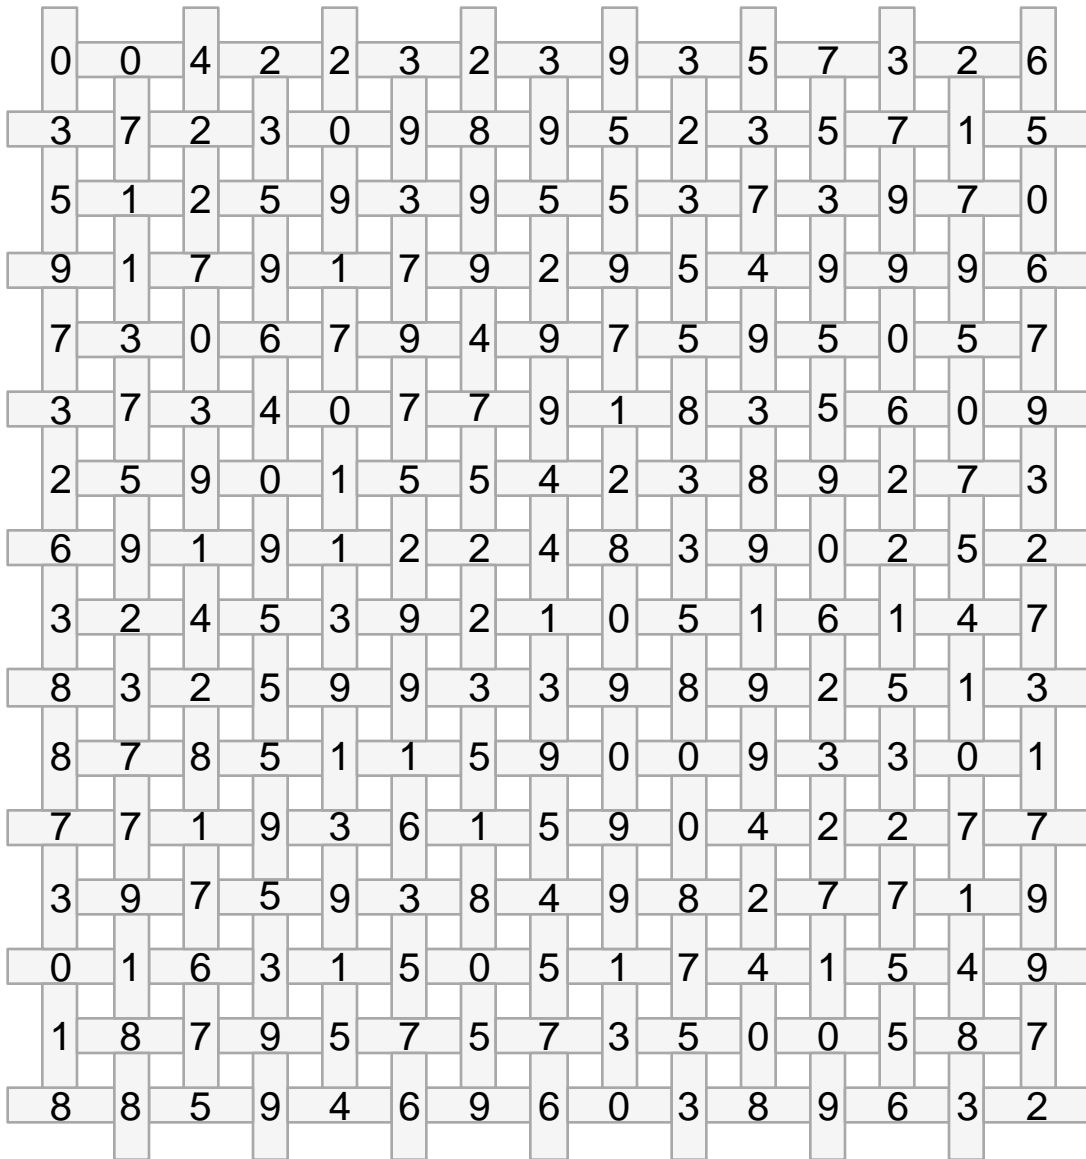 0 0 4 2 2 3 2 3 9 3 5 7 3 2 6
3 7 2 3 0 9 8 9 5 2 3 5 7 1 5
5 1 2 5 9 3 9 5 5 3 7 3 9 7 0
9 1 7 9 1 7 9 2 9 5 4 9 9 9 6
7 3 0 6 7 9 4 9 7 5 9 5 0 5 7
3 7 3 4 0 7 7 9 1 8 3 5 6 0 9
2 5 9 0 1 5 5 4 2 3 8 9 2 7 3
6 9 1 9 1 2 2 4 8 3 9 0 2 5 2
3 2 4 5 3 9 2 1 0 5 1 6 1 4 7
8 3 2 5 9 9 3 3 9 8 9 2 5 1 3
8 7 8 5 1 1 5 9 0 0 9 3 3 0 1
7 7 1 9 3 6 1 5 9 0 4 2 2 7 7
3 9 7 5 9 3 8 4 9 8 2 7 7 1 9
0 1 6 3 1 5 0 5 1 7 4 1 5 4 9
1 8 7 9 5 7 5 7 3 5 0 0 5 8 7
8 8 5 9 4 6 9 6 0 3 8 9 6 3 2